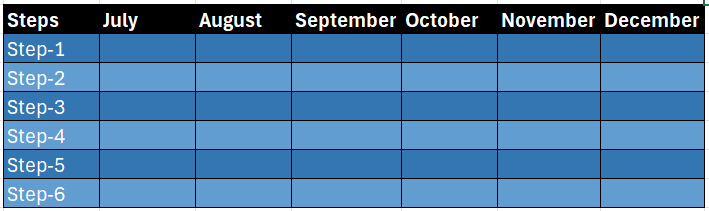 Steps July August September October November December
Step-1
Step-2
Step-3
Step-4
Step-5
Step-6